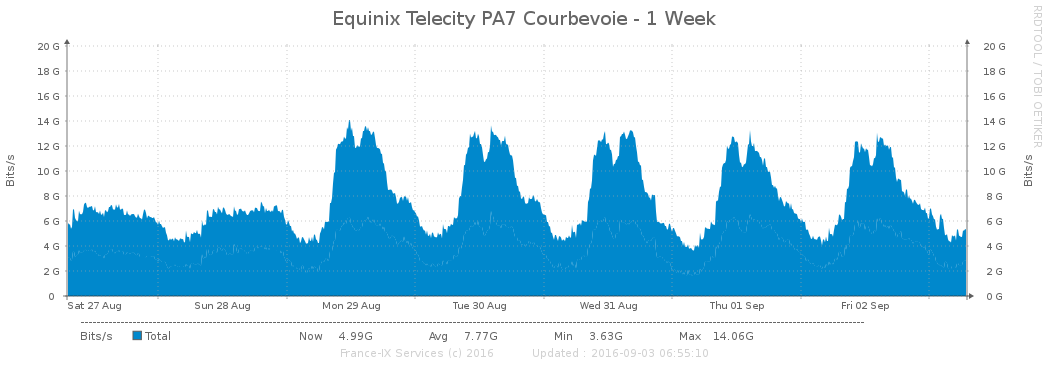 Equinix Telecity PA7 Courbevoie - 1 Week
RRDTOOL / TOBI OETIKER
Bits/s
20 G 20 G
18 G 18 G
16 G 16 G
14 G 14 G
12 G 12 G
10 G 10 G
8 G 8 G
6 G 6 G
4 G 4 G
2 G 2 G
0 0 G
Bits/s
Sat 27 Aug Sun 28 Aug Mon 29 Aug Tue 30 Aug Wed 31 Aug Thu 01 Sep Fri 02 Sep
Bits/s Total Now 4.99G Avg 7.77G Min 3.63G Max 14.06G
France-IX Services (c) 2016 Updated : 2016-09-03 06:55:10